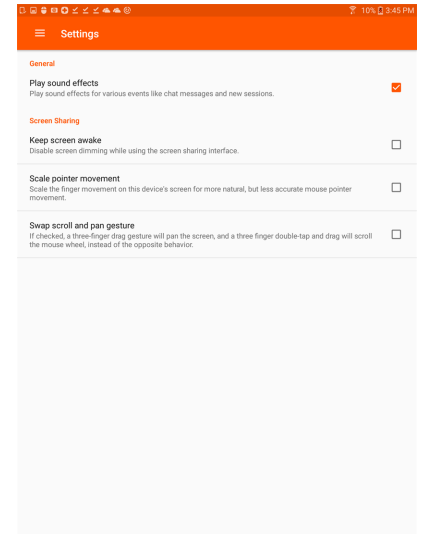 10% 3:45 PM
Settings
General
Play sound effects
Play sound effects for various events like chat messages and new sessions.
Screen Sharing
Keep screen awake
Disable screen dimming while using the screen sharing interface.
Scale pointer movement
Scale the finger movement on this device's screen for more natural, but less accurate mouse pointer
movement.
Swap scroll and pan gesture
If checked, a three-finger drag gesture will pan the screen, and a three finger double-tap and drag will scroll
the mouse wheel, instead of the opposite behavior.